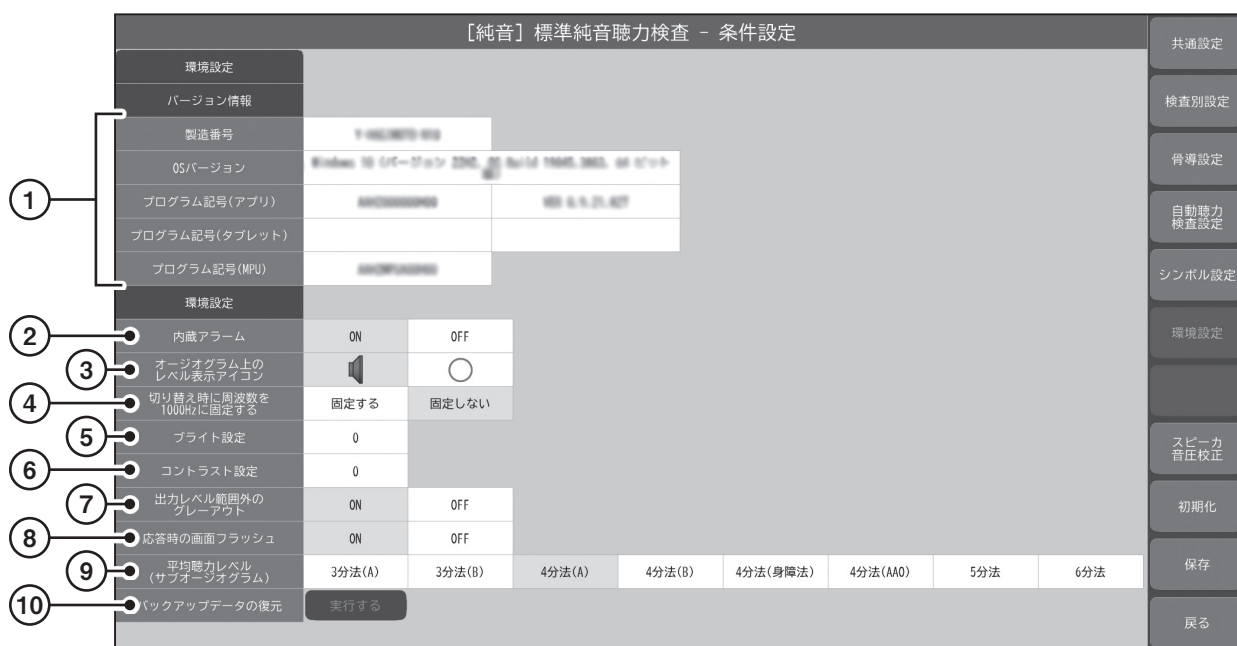 [純音] 標準純音聴力検査 - 条件設定
共通設定
環境設定
バージョン情報
検査別設定
製造番号
骨導設定
OSバージョン
①
プログラム記号(アプリ)
自動聴力
検査設定
プログラム記号(タブレット)
プログラム記号(MPU)
シンボル設定
環境設定
②
内蔵アラーム
ON
OFF
環境設定
③
オージオグラム上の
レベル表示アイコン
④
切り替え時に周波数を
1000Hzに固定する
固定する
固定しない
⑤
ブライト設定
0
スピーカ
音圧校正
⑥
コントラスト設定
0
⑦
出力レベル範囲外の
グレーアウト
ON
OFF
初期化
⑧
応答時の画面フラッシュ
ON
OFF
⑨
平均聴力レベル
(サブオージオグラム)
3分法(A)
3分法(B)
4分法(A)
4分法(B)
4分法(身障法)
4分法(AAO)
5分法
6分法
保存
⑩
バックアップデータの復元
実行する
戻る